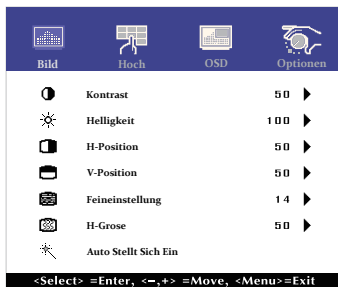 Bild Hoch OSD Optionen
Kontrast 50
Helligkeit 100
H-Position 50
V-Position 50
Feineinstellung 14
H-Grose 50
Auto Stellt Sich Ein
<Select> =Enter, <−,+> =Move, <Menu>=Exit